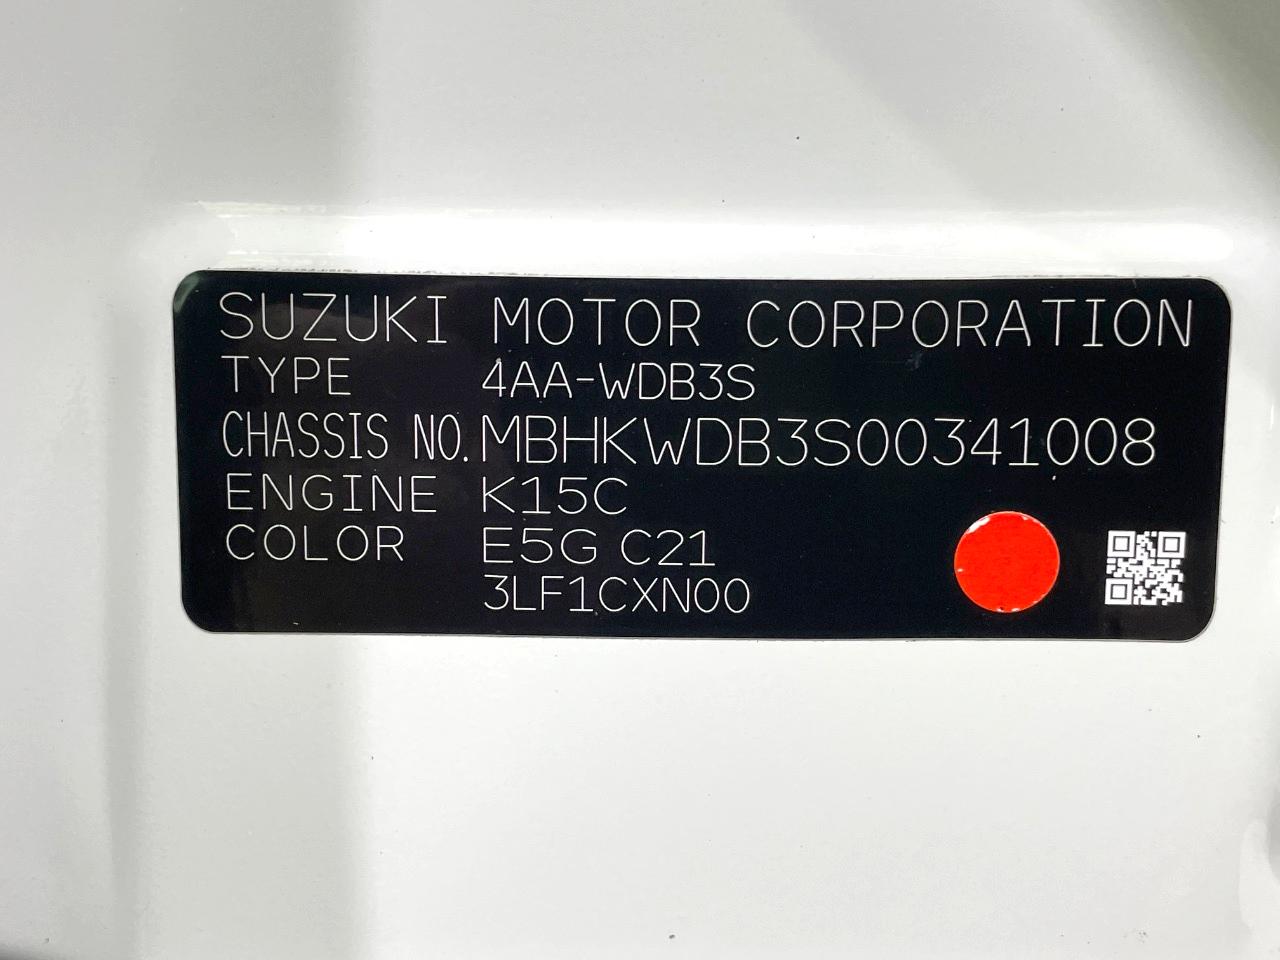 SUZUKI MOTOR CORPORATION
TYPE 4AA-WDB3S
CHASSIS NO. MBHKWDB3S00341008
ENGINE K15C
COLOR E5G C21
3LF1CXN00